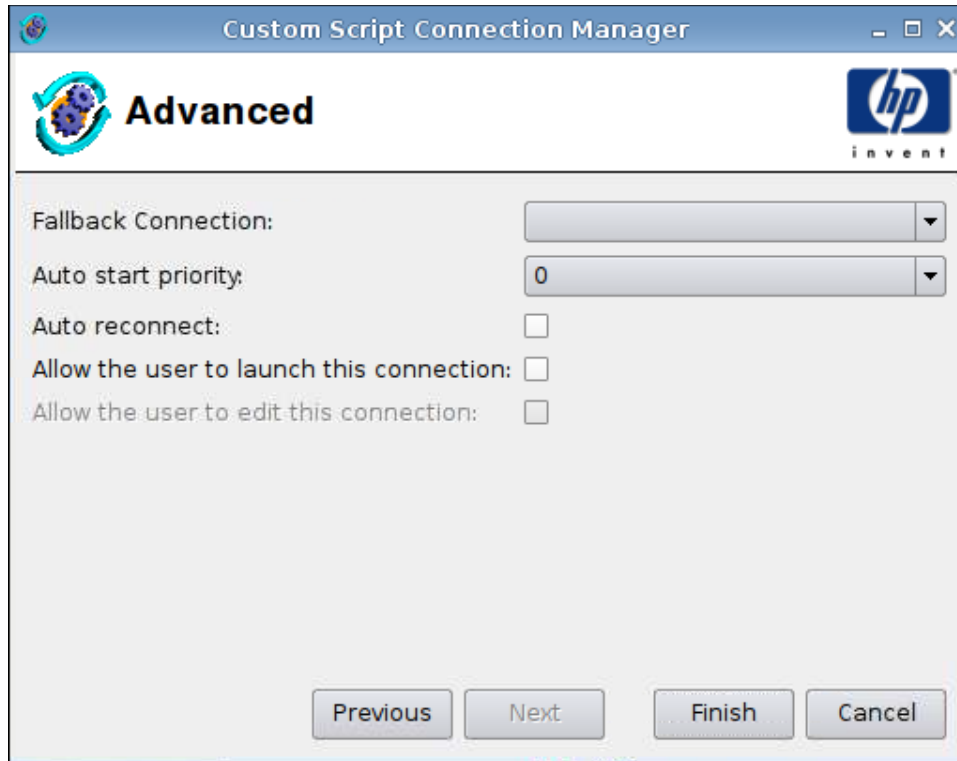 Custom Script Connection Manager
Advanced
hp
invent
Fallback Connection:
Auto start priority: 0
Auto reconnect:
Allow the user to launch this connection:
Allow the user to edit this connection:
Previous Next Finish Cancel